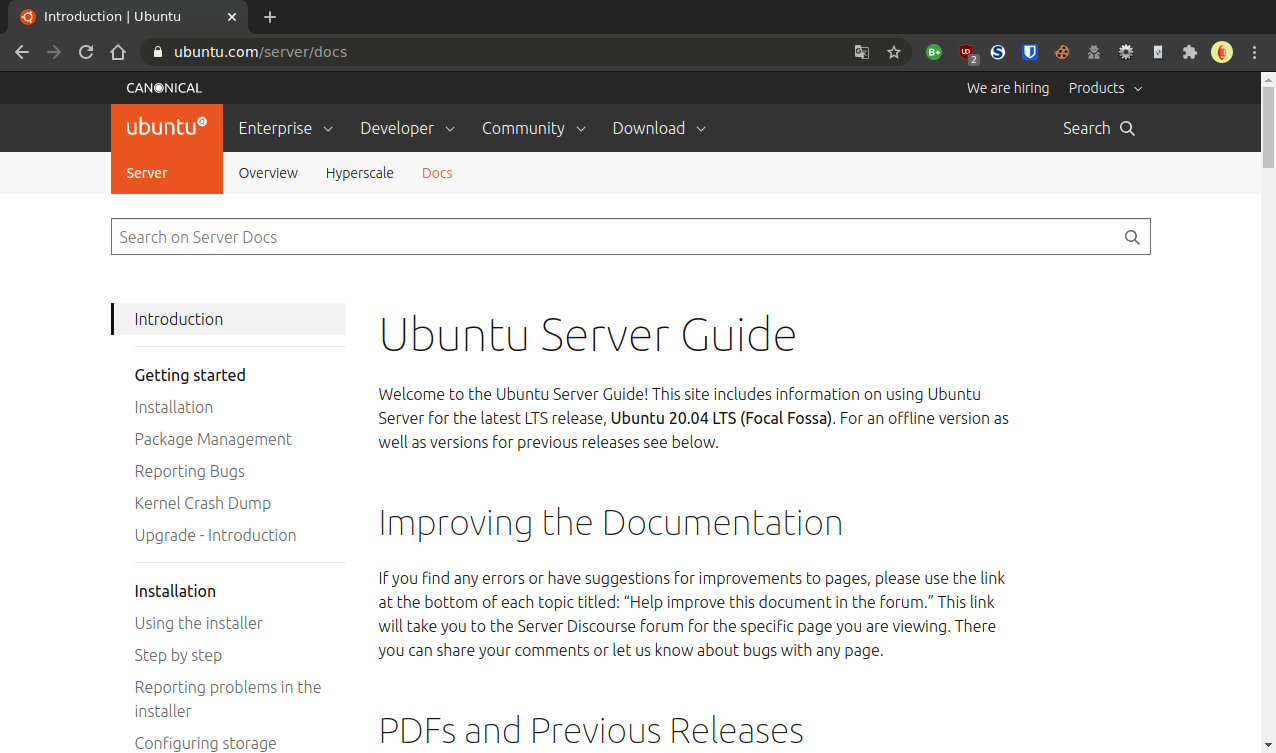 Introduction | Ubuntu
ubuntu.com/server/docs
B+
UD
2
S
CANONICAL
We are hiring
Products
ubuntu
Enterprise
Developer
Community
Download
Search
Server
Overview
Hyperscale
Docs
Search on Server Docs
Introduction
Getting started
Installation
Package Management
Reporting Bugs
Kernel Crash Dump
Upgrade - Introduction
Installation
Using the installer
Step by step
Reporting problems in the
installer
Configuring storage
Ubuntu Server Guide
Welcome to the Ubuntu Server Guide! This site includes information on using Ubuntu
Server for the latest LTS release, Ubuntu 20.04 LTS (Focal Fossa). For an offline version as
well as versions for previous releases see below.
Improving the Documentation
If you find any errors or have suggestions for improvements to pages, please use the link
at the bottom of each topic titled: “Help improve this document in the forum.” This link
will take you to the Server Discourse forum for the specific page you are viewing. There
you can share your comments or let us know about bugs with any page.
PDFs and Previous Releases